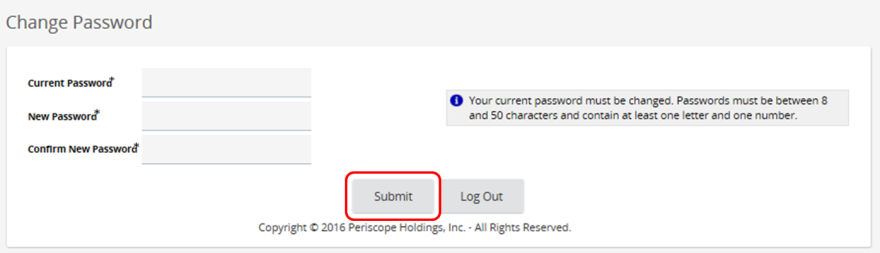 Change Password
Current Password*
Your current password must be changed. Passwords must be between 8
and 50 characters and contain at least one letter and one number.
New Password*
Confirm New Password*
Submit
Log Out
Copyright © 2016 Periscope Holdings, Inc. - All Rights Reserved.